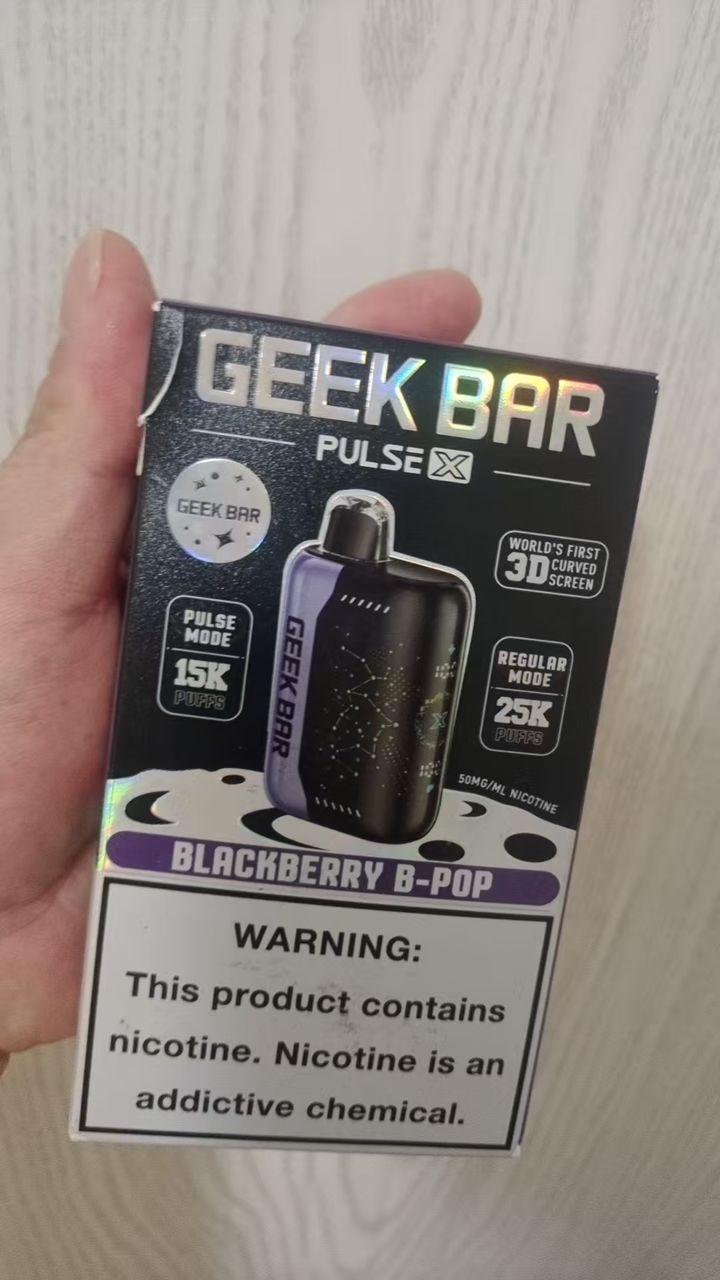 GEEK BAR
PULSE X
GEEK BAR
WORLD'S FIRST
3D CURVED
SCREEN
PULSE
MODE
15K
PUFFS
GEEK BAR
X
REGULAR
MODE
25K
PUFFS
50MG/ML NICOTINE
BLACKBERRY B-POP
WARNING:
This product contains
nicotine. Nicotine is an
addictive chemical.